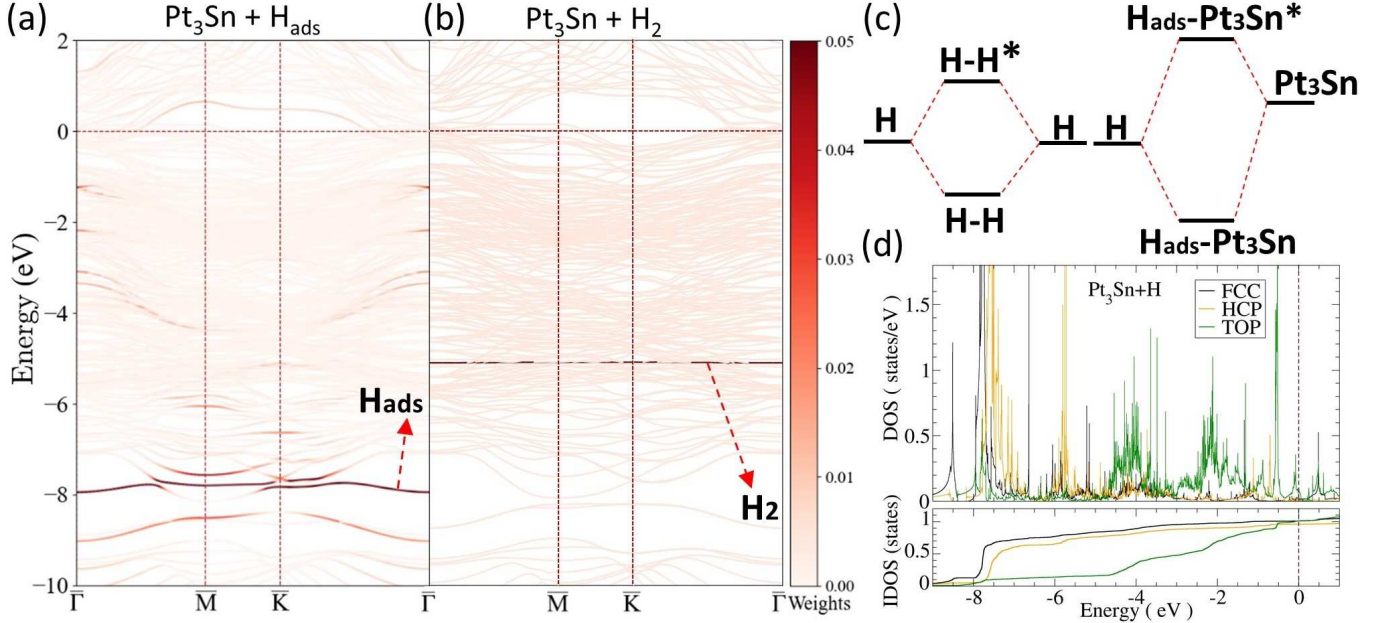 (a)
Pt₃Sn + H_ads
(b)
Pt₃Sn + H₂
Energy (eV)
2
0
−2
−4
−6
−8
−10
Γ̅
M̅
K̅
Γ̅
M̅
K̅
Γ̅
Hads
H2
0.05
0.04
0.03
0.02
0.01
0.00
Weights
(c)
H
H-H*
H
H-H
H
Hads-Pt3Sn*
Pt3Sn
Hads-Pt3Sn
(d)
Pt₃Sn+H
FCC
HCP
TOP
DOS ( states/eV )
1.5
1
0.5
0
IDOS (states)
1
0.5
0
-8
-6
-4
-2
0
Energy ( eV )